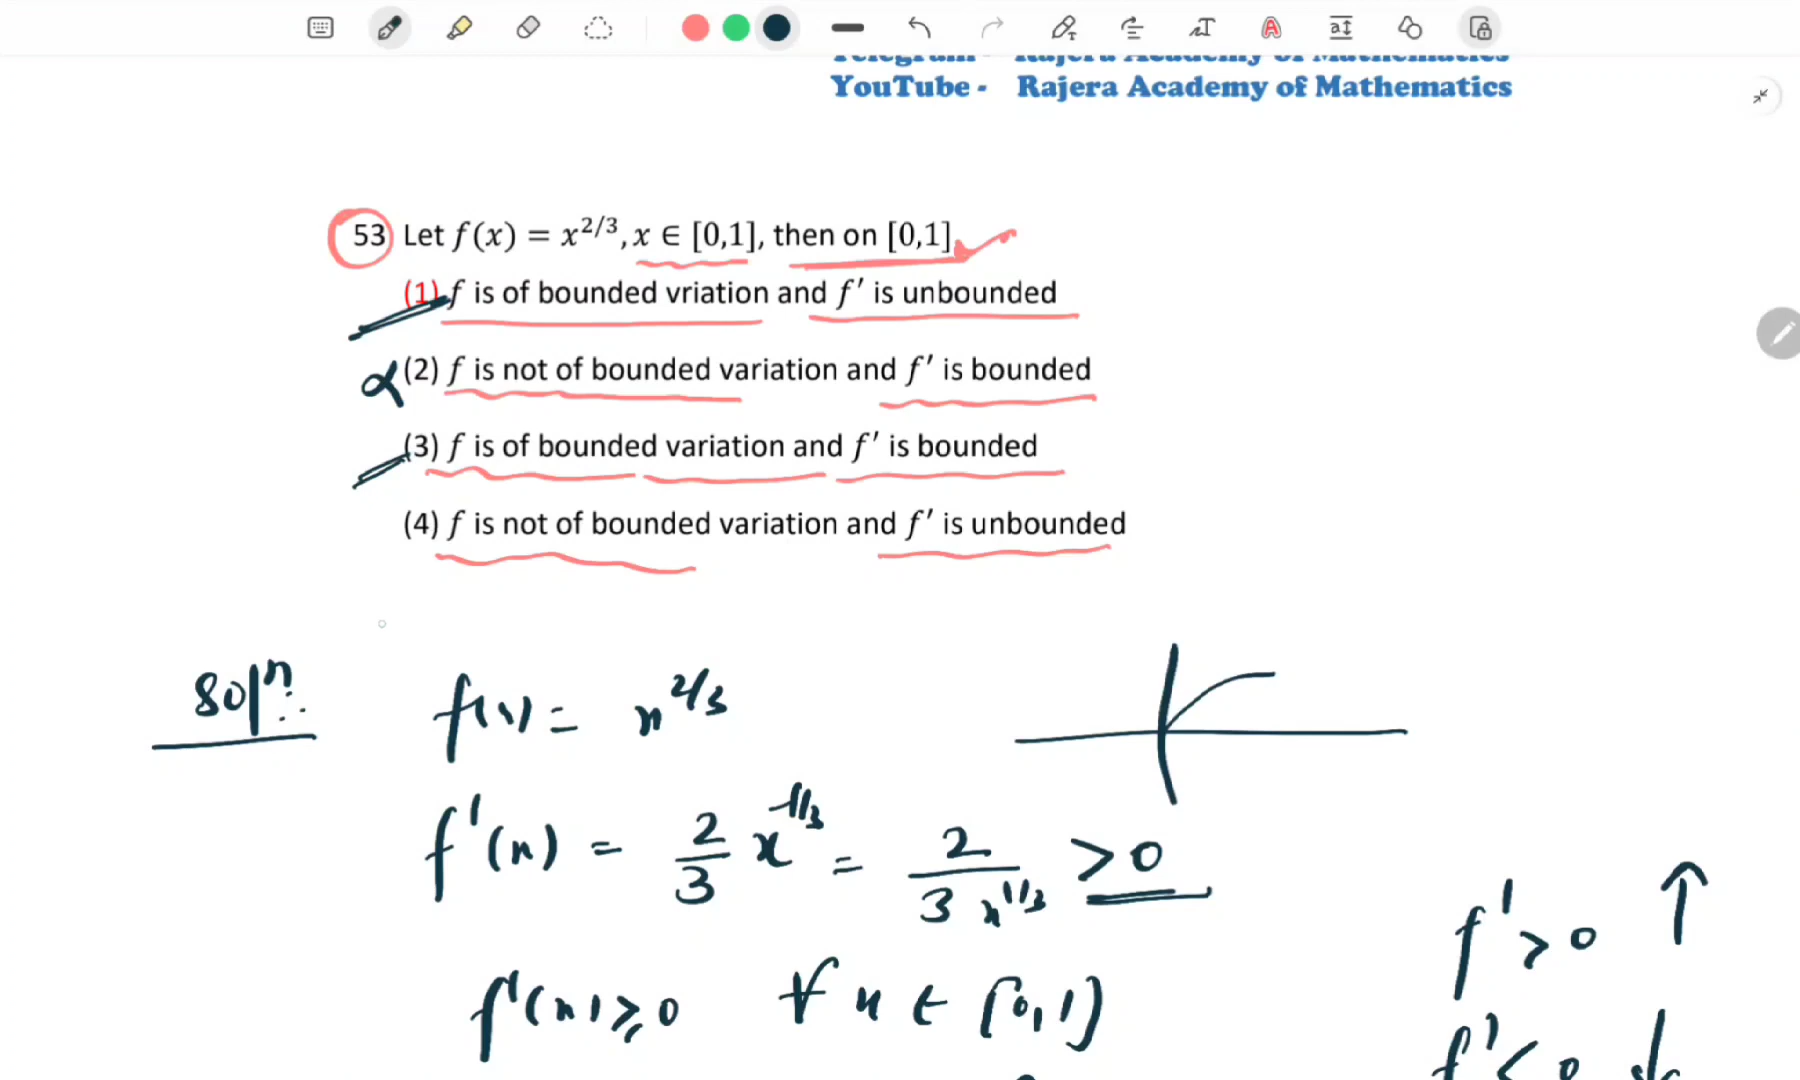 YouTube - Rajera Academy of Mathematics
53 Let f(x) = x^{2/3}, x ∈ [0,1], then on [0,1]
(1) f is of bounded vriation and f′ is unbounded
(2) f is not of bounded variation and f′ is bounded
(3) f is of bounded variation and f′ is bounded
(4) f is not of bounded variation and f′ is unbounded
Solⁿ:
f(x) = x^{2/3}
f'(x) = 2/3 x^{-1/3} = 2/(3 x^{1/3}) > 0
f' > 0 ↑
f'(x) ≥ 0 ∀ x ∈ [0,1]
f' < 0